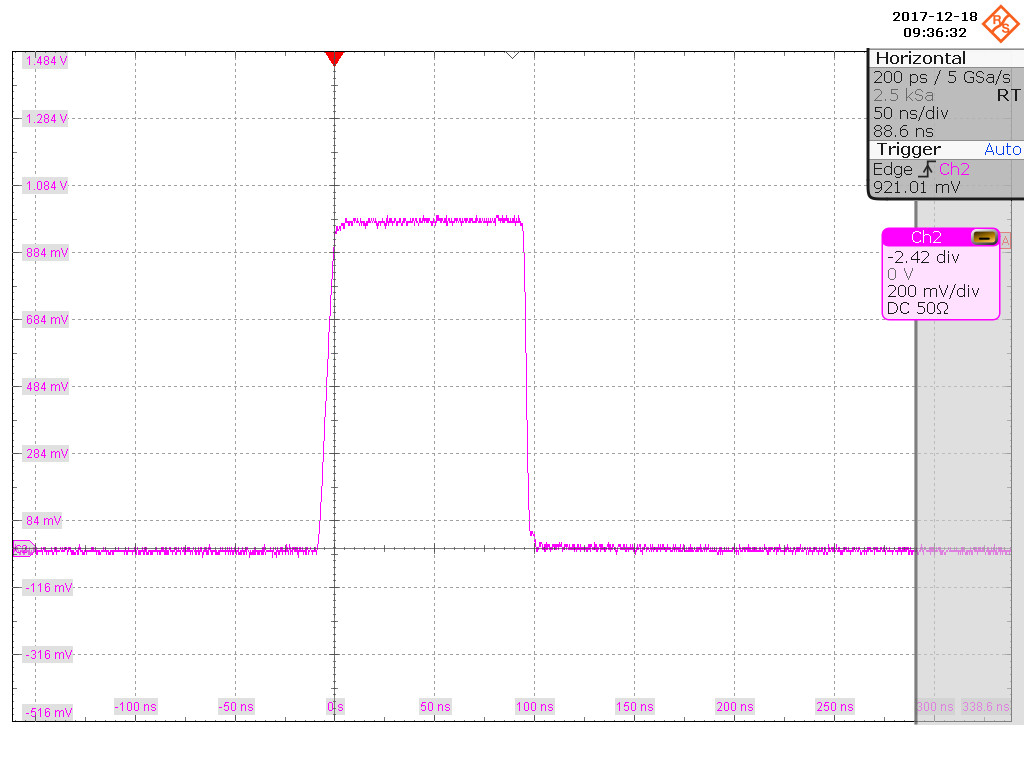 2017-12-18
09:36:32
R S
Horizontal
200 ps / 5 GSa/s
2.5 kSa RT
50 ns/div
88.6 ns
Trigger Auto
Edge Ch2
921.01 mV
Ch2
-2.42 div
0 V
200 mV/div
DC 50Ω
A
1.484 V
1.284 V
1.084 V
884 mV
684 mV
484 mV
284 mV
84 mV
-116 mV
-316 mV
-516 mV
-100 ns -50 ns 0 s 50 ns 100 ns 150 ns 200 ns 250 ns 300 ns 338.6 ns